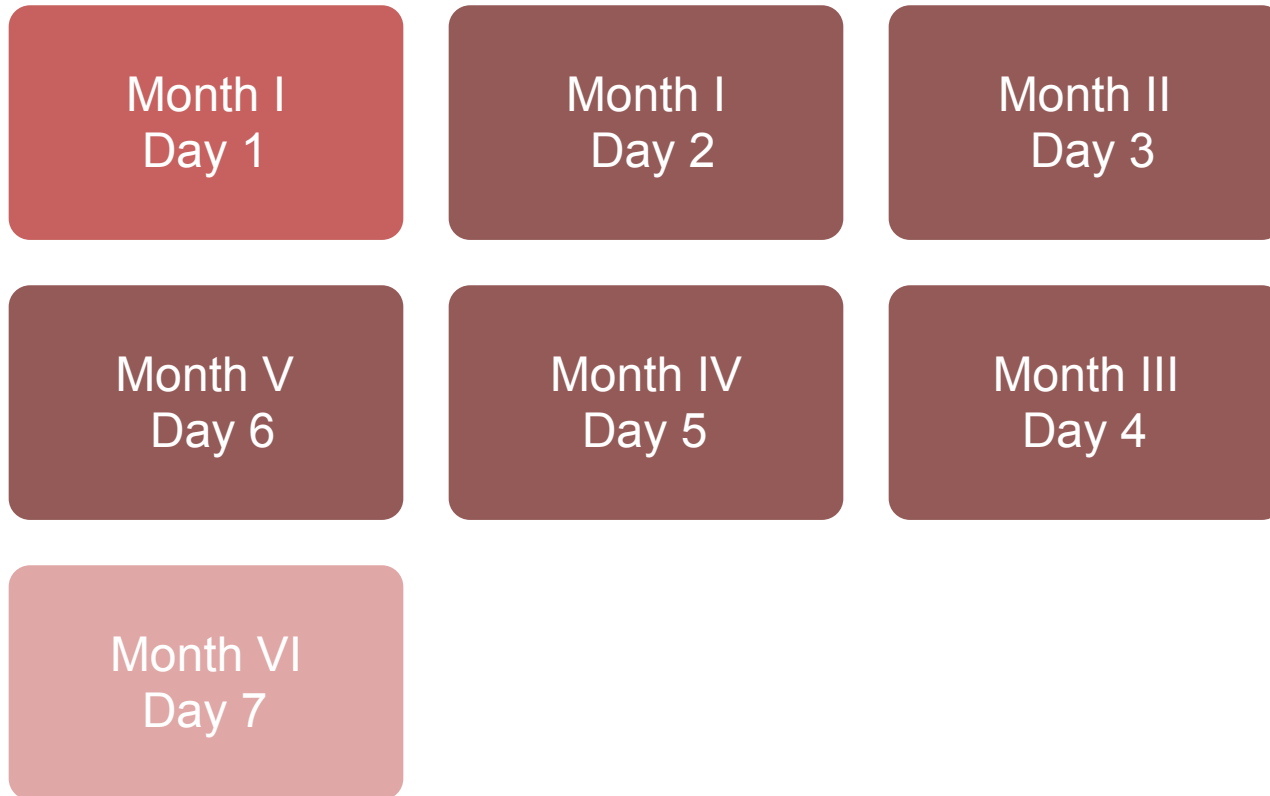 Month I
Day 1
Month I
Day 2
Month II
Day 3
Month V
Day 6
Month IV
Day 5
Month III
Day 4
Month VI
Day 7